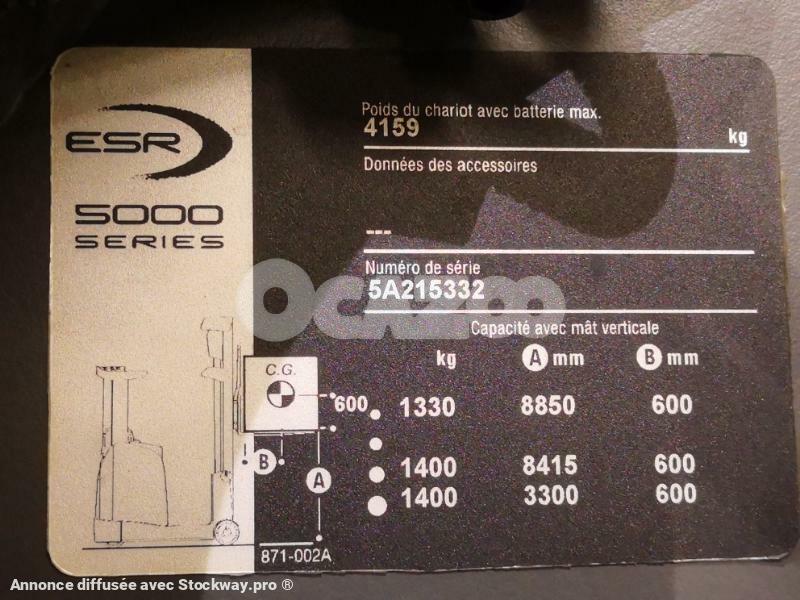 ESR
5000
SERIES
Poids du chariot avec batterie max.
4159 kg
Données des accessoires
---
Numéro de série
5A215332
Ocazoo
Capacité avec mât verticale
kg A mm B mm
C.G.
600
1330 8850 600
1400 8415 600
1400 3300 600
B
A
871-002A
Annonce diffusée avec Stockway.pro ®